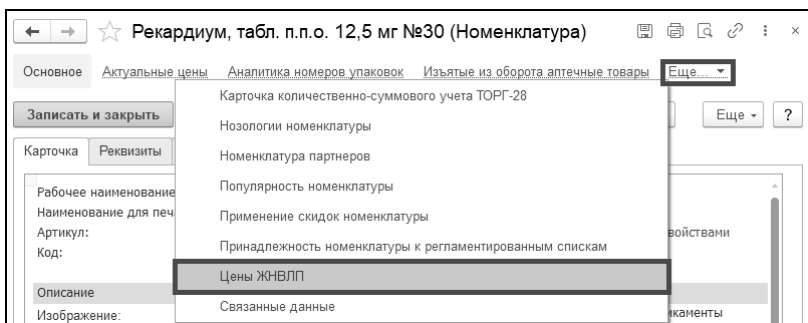 Рекардиум, табл. п.п.о. 12,5 мг №30 (Номенклатура)
Основное Актуальные цены Аналитика номеров упаковок Изъятые из оборота аптечные товары Еще...
Карточка количественно-суммового учета ТОРГ-28
Записать и закрыть Еще ?
Нозологии номенклатуры
Карточка Реквизиты
Номенклатура партнеров
Рабочее наименование
Популярность номенклатуры
Наименование для печ
Применение скидок номенклатуры
Артикул: войствами
Принадлежность номенклатуры к регламентированным спискам
Код:
Цены ЖНВЛП
Описание
Связанные данные
Изображение: икаменты